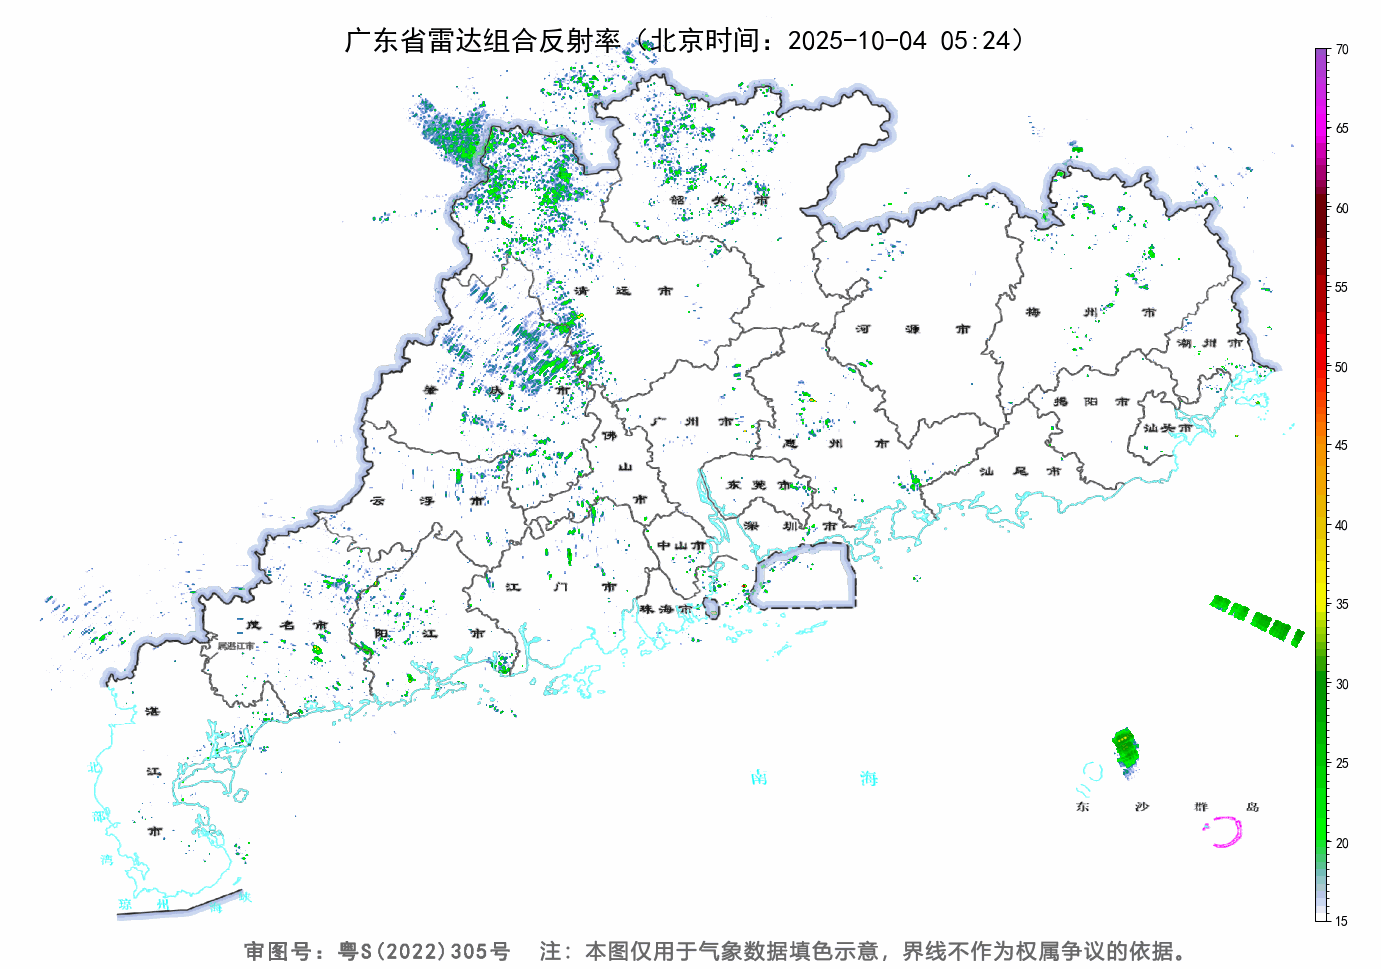 广东省雷达组合反射率（北京时间：2025-10-04 05:24）
70
65
60
55
50
45
40
35
30
25
20
15
韶 关 市
清 远 市
河 源 市
梅 州 市
潮 州 市
肇 庆 市
广 州 市
惠 州 市
揭 阳 市
汕头市
佛 山 市
汕 尾 市
东 莞 市
云 浮 市
深 圳 市
中山市
江 门 市
珠海市
茂 名 市
阳 江 市
属湛江市
湛 江 市
北 部 湾
南 海
东 沙 群 岛
琼 州 海 峡
审图号：粤S(2022)305号 注：本图仅用于气象数据填色示意，界线不作为权属争议的依据。